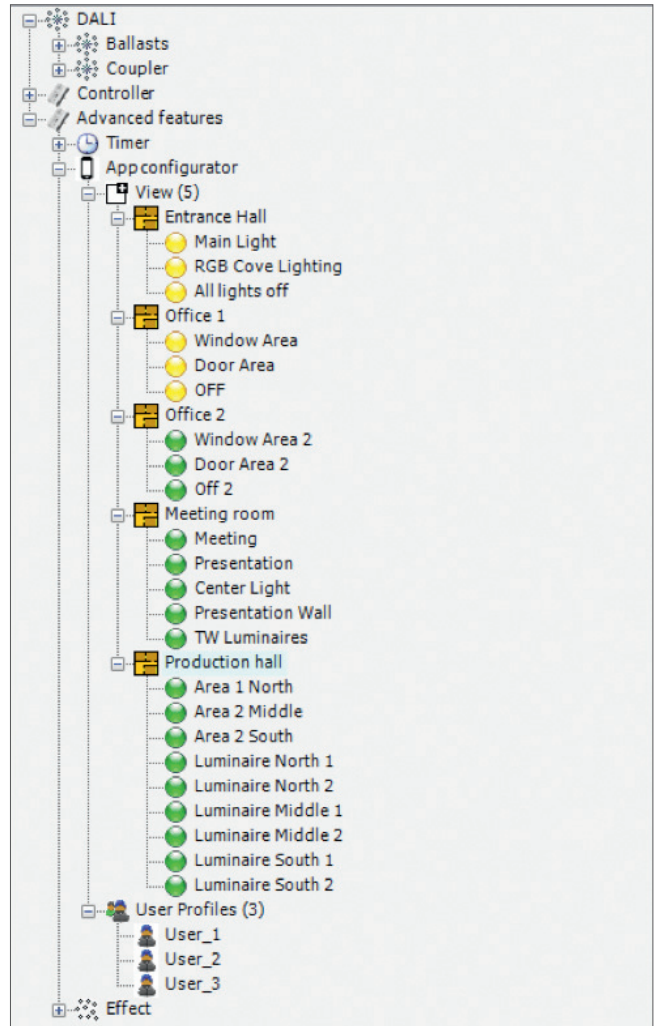 DALI
Ballasts
Coupler
Controller
Advanced features
Timer
Appconfigurator
View (5)
Entrance Hall
Main Light
RGB Cove Lighting
All lights off
Office 1
Window Area
Door Area
OFF
Office 2
Window Area 2
Door Area 2
Off 2
Meeting room
Meeting
Presentation
Center Light
Presentation Wall
TW Luminaires
Production hall
Area 1 North
Area 2 Middle
Area 2 South
Luminaire North 1
Luminaire North 2
Luminaire Middle 1
Luminaire Middle 2
Luminaire South 1
Luminaire South 2
User Profiles (3)
User_1
User_2
User_3
Effect